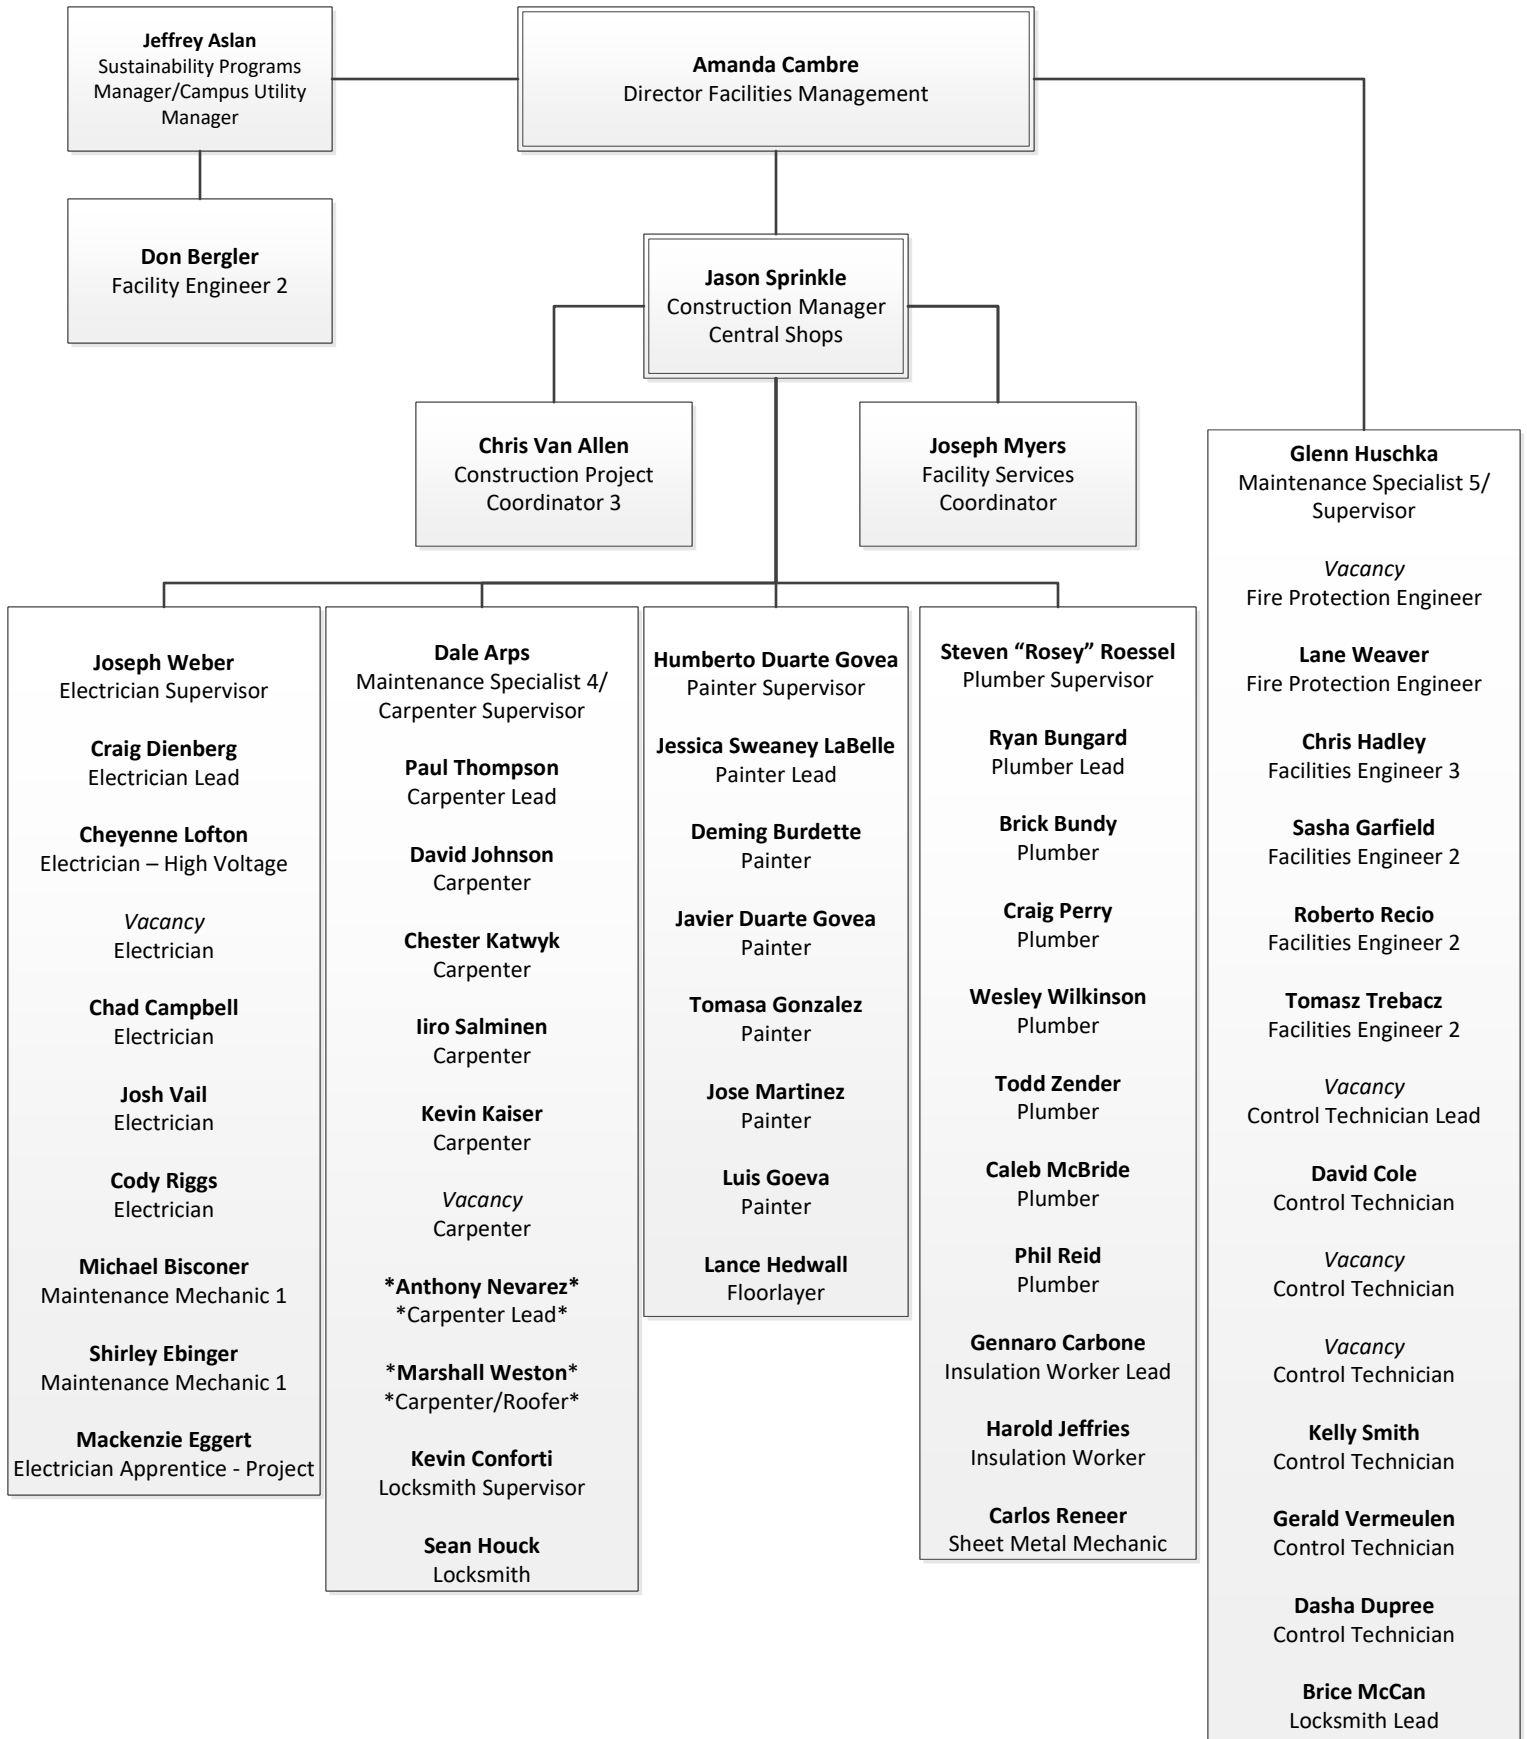 Jeffrey Aslan
Sustainability Programs
Manager/Campus Utility
Manager
Amanda Cambre
Director Facilities Management
Don Bergler
Facility Engineer 2
Jason Sprinkle
Construction Manager
Central Shops
Chris Van Allen
Construction Project
Coordinator 3
Joseph Myers
Facility Services
Coordinator
Joseph Weber
Electrician Supervisor
Craig Dienberg
Electrician Lead
Cheyenne Lofton
Electrician – High Voltage
Vacancy
Electrician
Chad Campbell
Electrician
Josh Vail
Electrician
Cody Riggs
Electrician
Michael Bisconer
Maintenance Mechanic 1
Shirley Ebinger
Maintenance Mechanic 1
Mackenzie Eggert
Electrician Apprentice - Project
Dale Arps
Maintenance Specialist 4/
Carpenter Supervisor
Paul Thompson
Carpenter Lead
David Johnson
Carpenter
Chester Katwyk
Carpenter
Iiro Salminen
Carpenter
Kevin Kaiser
Carpenter
Vacancy
Carpenter
*Anthony Nevarez*
*Carpenter Lead*
*Marshall Weston*
*Carpenter/Roofer*
Kevin Conforti
Locksmith Supervisor
Sean Houck
Locksmith
Humberto Duarte Govea
Painter Supervisor
Jessica Sweaney LaBelle
Painter Lead
Deming Burdette
Painter
Javier Duarte Govea
Painter
Tomasa Gonzalez
Painter
Jose Martinez
Painter
Luis Goeva
Painter
Lance Hedwall
Floorlayer
Steven “Rosey” Roessel
Plumber Supervisor
Ryan Bungard
Plumber Lead
Brick Bundy
Plumber
Craig Perry
Plumber
Wesley Wilkinson
Plumber
Todd Zender
Plumber
Caleb McBride
Plumber
Phil Reid
Plumber
Gennaro Carbone
Insulation Worker Lead
Harold Jeffries
Insulation Worker
Carlos Reneer
Sheet Metal Mechanic
Glenn Huschka
Maintenance Specialist 5/
Supervisor
Vacancy
Fire Protection Engineer
Lane Weaver
Fire Protection Engineer
Chris Hadley
Facilities Engineer 3
Sasha Garfield
Facilities Engineer 2
Roberto Recio
Facilities Engineer 2
Tomasz Trebacz
Facilities Engineer 2
Vacancy
Control Technician Lead
David Cole
Control Technician
Vacancy
Control Technician
Vacancy
Control Technician
Kelly Smith
Control Technician
Gerald Vermeulen
Control Technician
Dasha Dupree
Control Technician
Brice McCan
Locksmith Lead